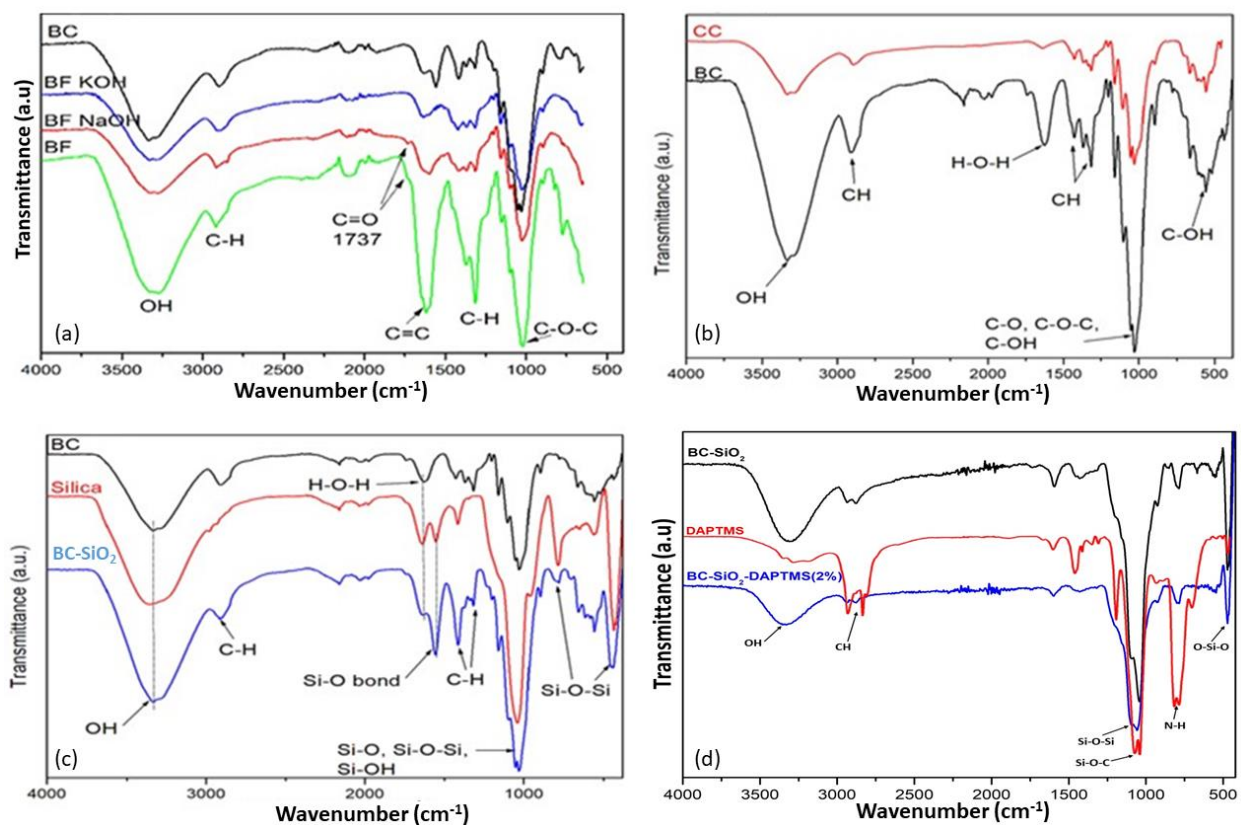 BC
BF KOH
BF NaOH
BF
C-H
C=O
1737
OH
C=C
C-H
C-O-C
(a)
Transmittance (a.u)
4000 3500 3000 2500 2000 1500 1000 500
Wavenumber (cm-1)
CC
BC
H-O-H
CH
CH
C-OH
OH
C-O, C-O-C,
C-OH
(b)
Transmittance (a.u.)
4000 3500 3000 2500 2000 1500 1000 500
Wavenumber (cm-1)
BC
H-O-H
Silica
BC-SiO2
C-H
Si-O bond
C-H
Si-O-Si
OH
Si-O, Si-O-Si,
Si-OH
(c)
Transmittance (a.u.)
4000 3000 2000 1000
Wavenumber (cm-1)
BC-SiO2
DAPTMS
BC-SiO2-DAPTMS(2%)
OH
CH
O-Si-O
N-H
Si-O-Si
Si-O-C
(d)
Transmittance (a.u)
4000 3500 3000 2500 2000 1500 1000 500
Wavenumber (cm-1)